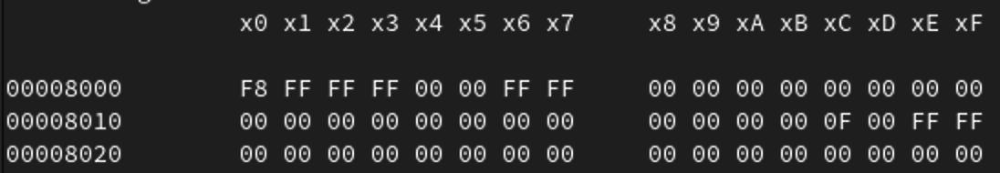 x0 x1 x2 x3 x4 x5 x6 x7 x8 x9 xA xB xC xD xE xF
00008000 F8 FF FF FF 00 00 FF FF 00 00 00 00 00 00 00 00
00008010 00 00 00 00 00 00 00 00 00 00 00 00 0F 00 FF FF
00008020 00 00 00 00 00 00 00 00 00 00 00 00 00 00 00 00